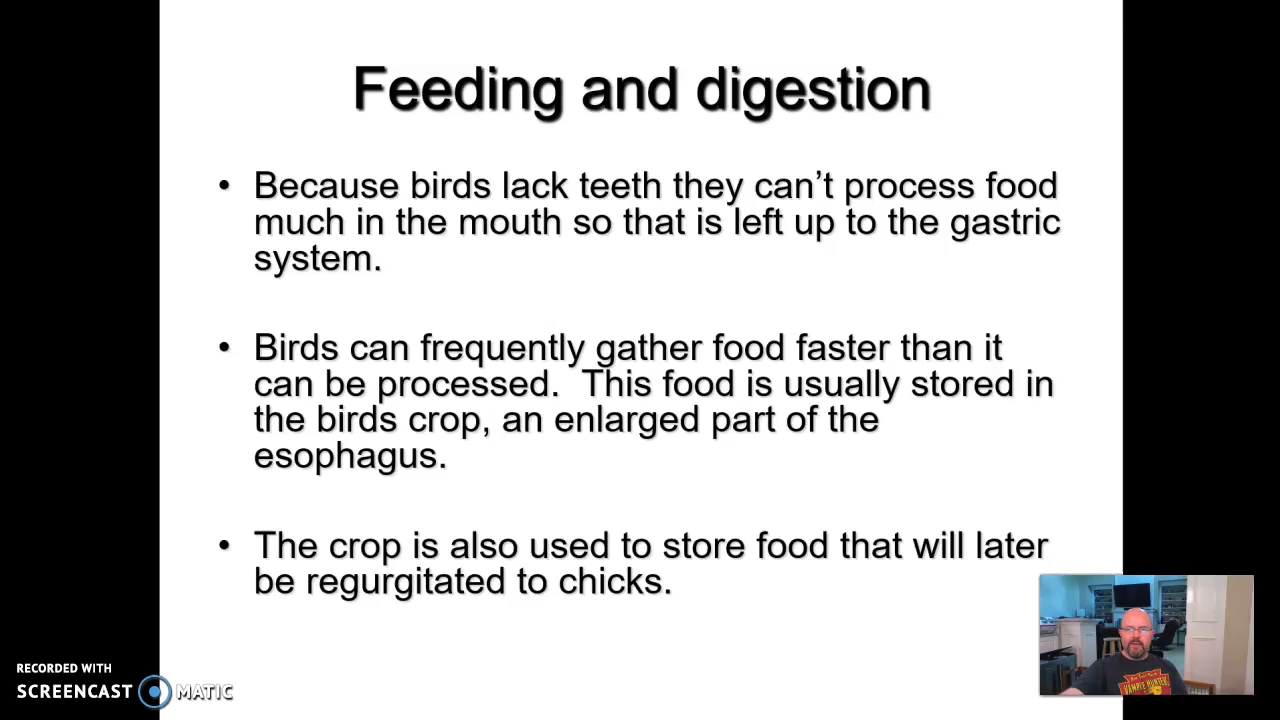 Feeding and digestion
• Because birds lack teeth they can’t process food
much in the mouth so that is left up to the gastric
system.
• Birds can frequently gather food faster than it
can be processed.  This food is usually stored in
the birds crop, an enlarged part of the
esophagus.
• The crop is also used to store food that will later
be regurgitated to chicks.
RECORDED WITH
SCREENCAST MATIC